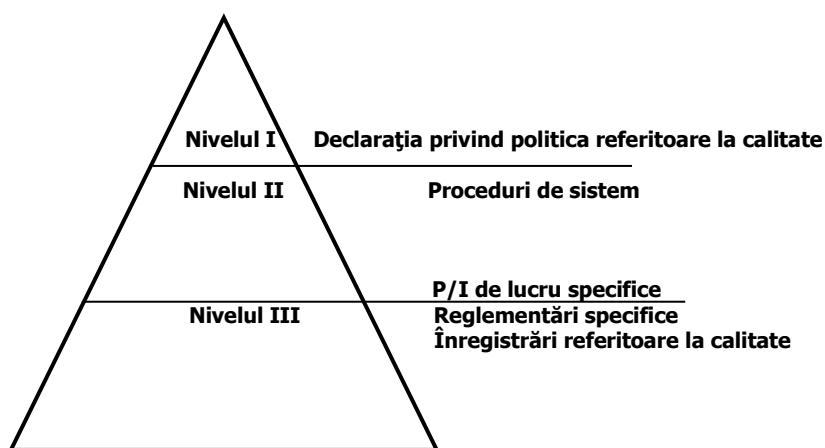 Nivelul I Declaraţia privind politica referitoare la calitate
Nivelul II Proceduri de sistem
P/I de lucru specifice
Nivelul III Reglementări specifice
Înregistrări referitoare la calitate